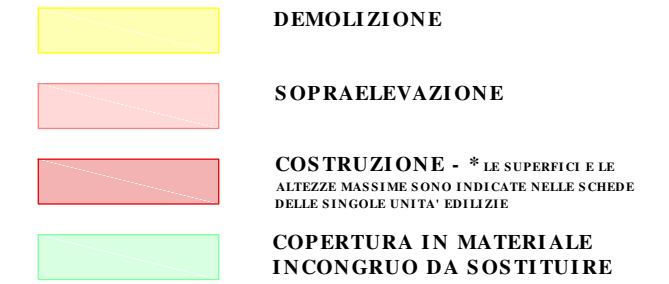 DEMOLIZIONE
SOPRAELEVAZIONE
COSTRUZIONE - * LE SUPERFICI E LE
ALTEZZE MASSIME SONO INDICATE NELLE SCHEDE
DELLE SINGOLE UNITA' EDILIZIE
COPERTURA IN MATERIALE
INCONGRUO DA SOSTITUIRE